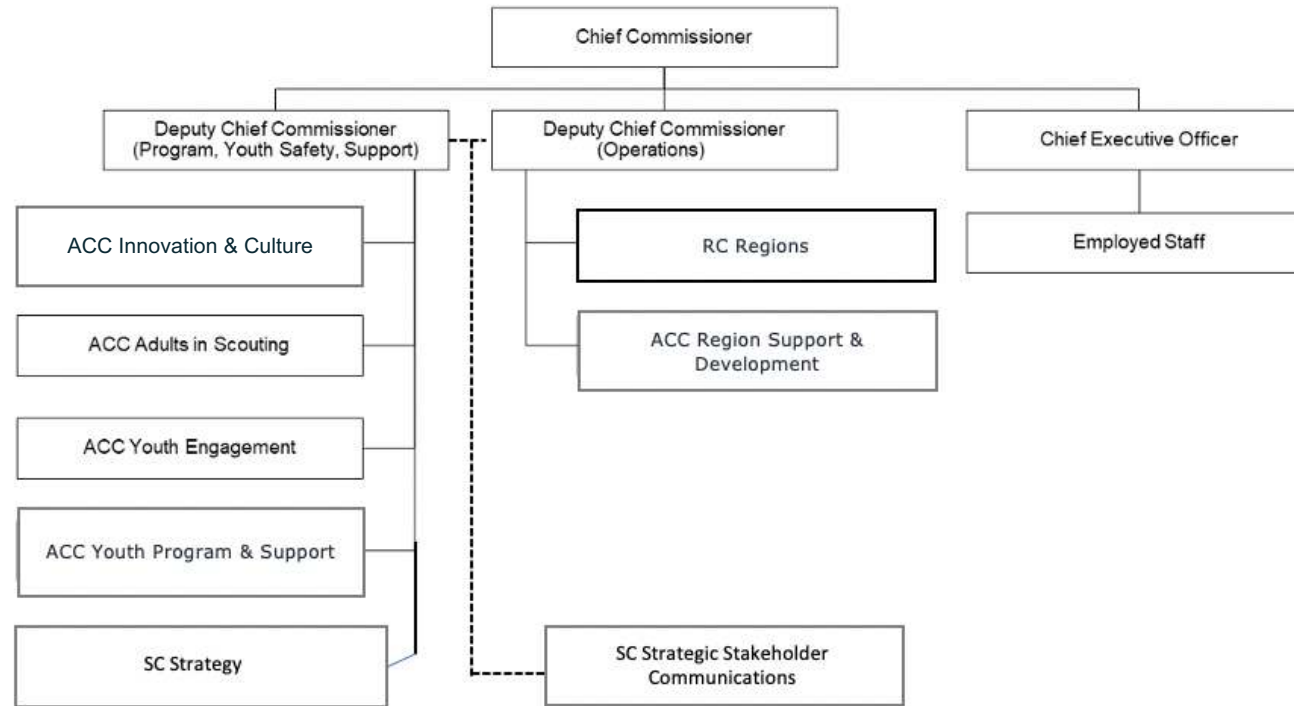 Chief Commissioner
Deputy Chief Commissioner
(Program, Youth Safety, Support)
Deputy Chief Commissioner
(Operations)
Chief Executive Officer
ACC Innovation & Culture
RC Regions
Employed Staff
ACC Adults in Scouting
ACC Region Support &
Development
ACC Youth Engagement
ACC Youth Program & Support
SC Strategy
SC Strategic Stakeholder
Communications